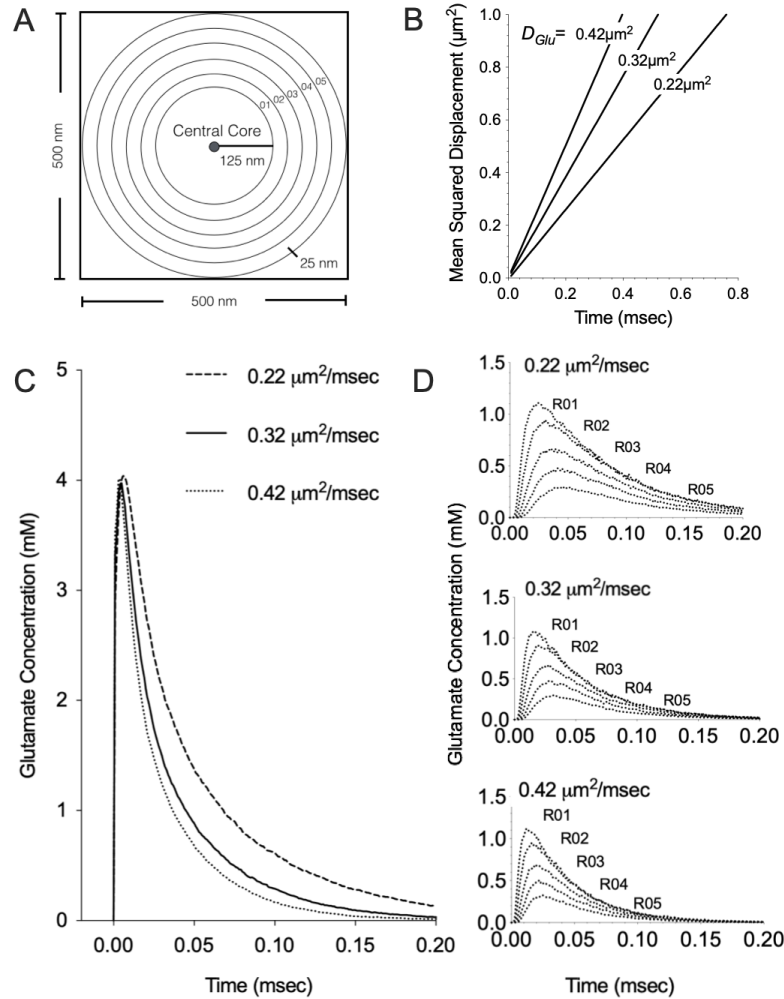 A
500 nm
01 02 03 04 05
Central Core
125 nm
25 nm
500 nm
B
Mean Squared Displacement (µm²)
1.0
0.8
0.6
0.4
0.2
0.0
D_Glu= 0.42µm²
0.32µm²
0.22µm²
0.0 0.2 0.4 0.6 0.8
Time (msec)
C
Glutamate Concentration (mM)
5
4
3
2
1
0
0.22 µm²/msec
0.32 µm²/msec
0.42 µm²/msec
0.00 0.05 0.10 0.15 0.20
Time (msec)
D
Glutamate Concentration (mM)
0.22 µm²/msec
1.5
1.0
0.5
0.0
R01
R02
R03
R04
R05
0.00 0.05 0.10 0.15 0.20
0.32 µm²/msec
1.5
1.0
0.5
0.0
R01
R02
R03
R04
R05
0.00 0.05 0.10 0.15 0.20
0.42 µm²/msec
1.5
1.0
0.5
0.0
R01
R02
R03
R04
R05
0.00 0.05 0.10 0.15 0.20
Time (msec)